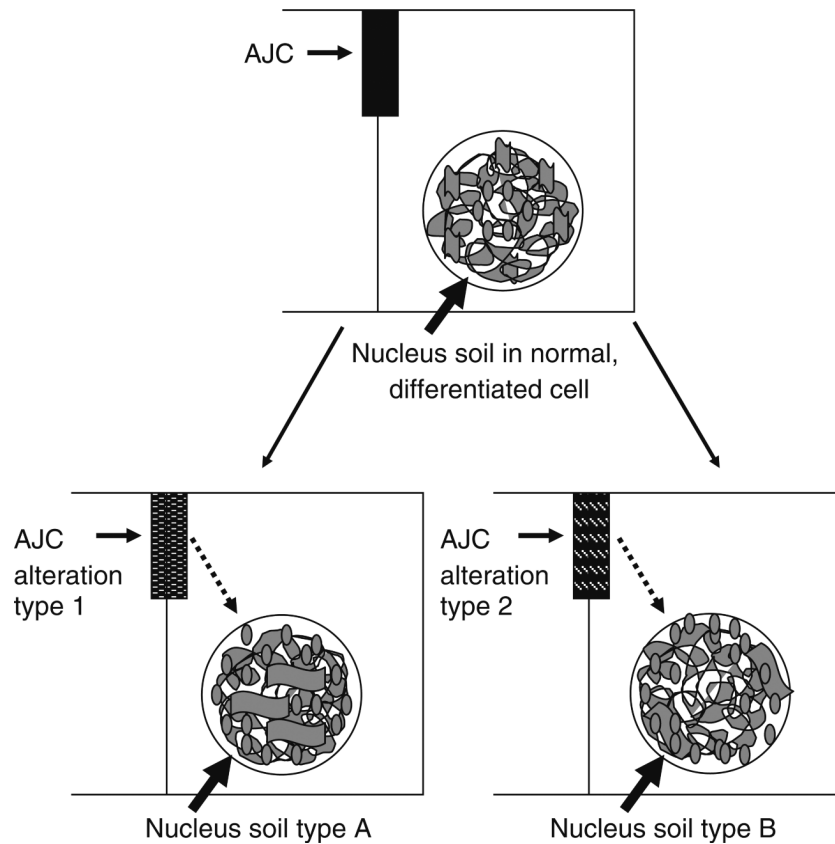 AJC
Nucleus soil in normal,
differentiated cell
AJC
alteration
type 1
Nucleus soil type A
AJC
alteration
type 2
Nucleus soil type B